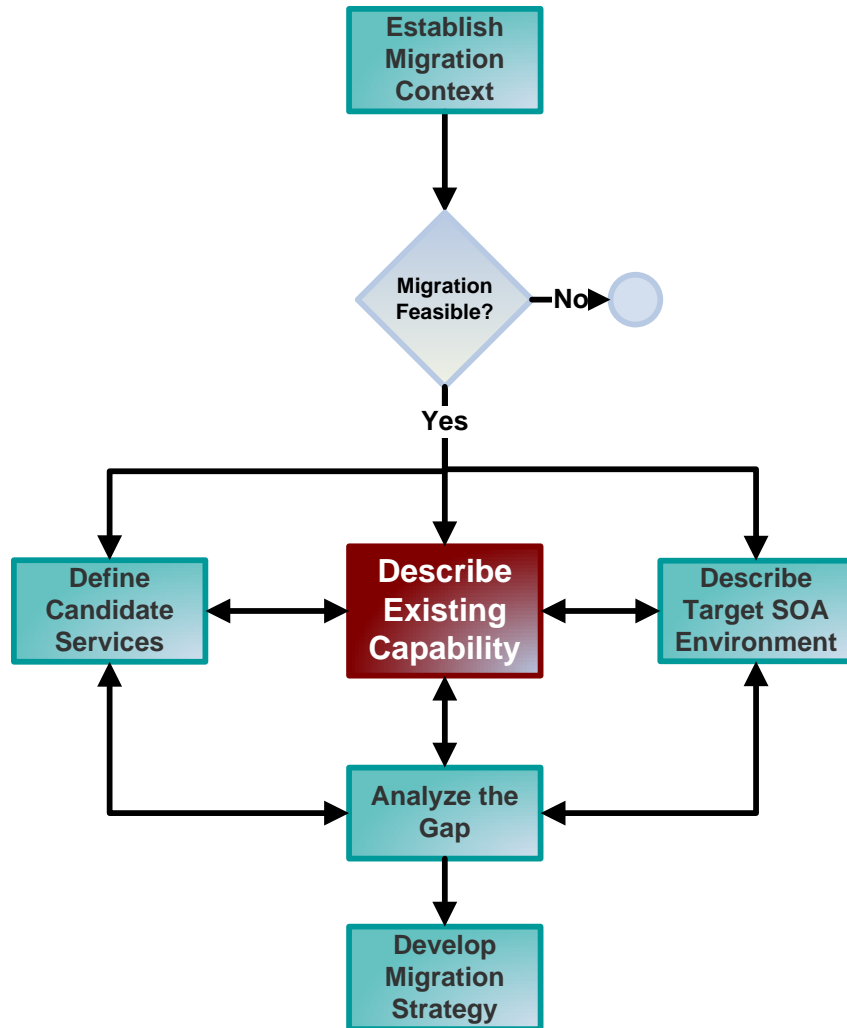 Establish
Migration
Context
Migration
Feasible?
No
Yes
Define
Candidate
Services
Describe
Existing
Capability
Describe
Target SOA
Environment
Analyze the
Gap
Develop
Migration
Strategy